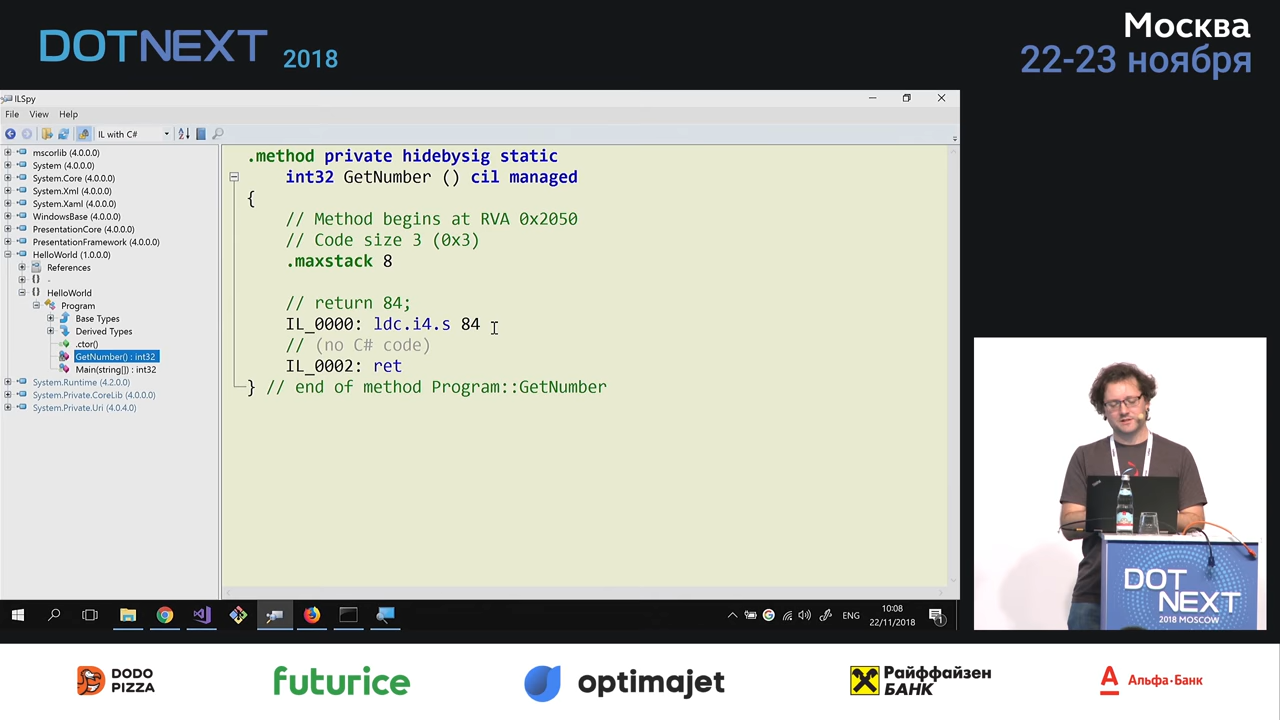 DOTNEXT 2018
Москва
22-23 ноября
ILSpy
File View Help
IL with C#
mscorlib (4.0.0.0)
System (4.0.0.0)
System.Core (4.0.0.0)
System.Xml (4.0.0.0)
System.Xaml (4.0.0.0)
WindowsBase (4.0.0.0)
PresentationCore (4.0.0.0)
PresentationFramework (4.0.0.0)
HelloWorld (1.0.0.0)
References
{} -
{} HelloWorld
Program
Base Types
Derived Types
.ctor()
GetNumber() : int32
Main(string[]) : int32
System.Runtime (4.2.0.0)
System.Private.CoreLib (4.0.0.0)
System.Private.Uri (4.0.4.0)
.method private hidebysig static
int32 GetNumber () cil managed
{
// Method begins at RVA 0x2050
// Code size 3 (0x3)
.maxstack 8
// return 84;
IL_0000: ldc.i4.s 84
// (no C# code)
IL_0002: ret
} // end of method Program::GetNumber
ENG
10:08
22/11/2018
DOT
NEXT
2018 MOSCOW
DODO
PIZZA
futurice
optimajet
Райффайзен
БАНК
Альфа·Банк